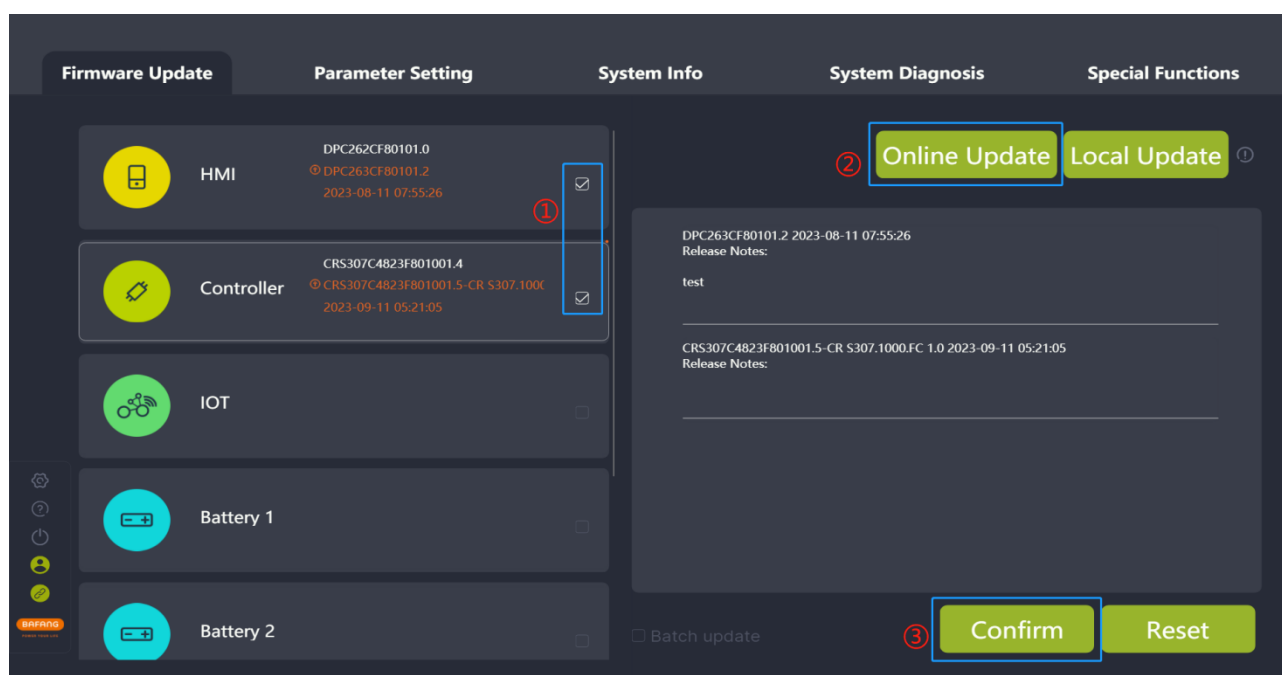 Firmware Update
Parameter Setting
System Info
System Diagnosis
Special Functions
HMI
DPC262CF80101.0
DPC263CF80101.2
2023-08-11 07:55:26
①
Controller
CRS307C4823F801001.4
CRS307C4823F801001.5-CR S307.100
2023-09-11 05:21:05
IOT
Battery 1
Battery 2
②
Online Update
Local Update
DPC263CF80101.2 2023-08-11 07:55:26
Release Notes:
test
CRS307C4823F801001.5-CR S307.1000.FC 1.0 2023-09-11 05:21:05
Release Notes:
Batch update
③
Confirm
Reset
BAFANG